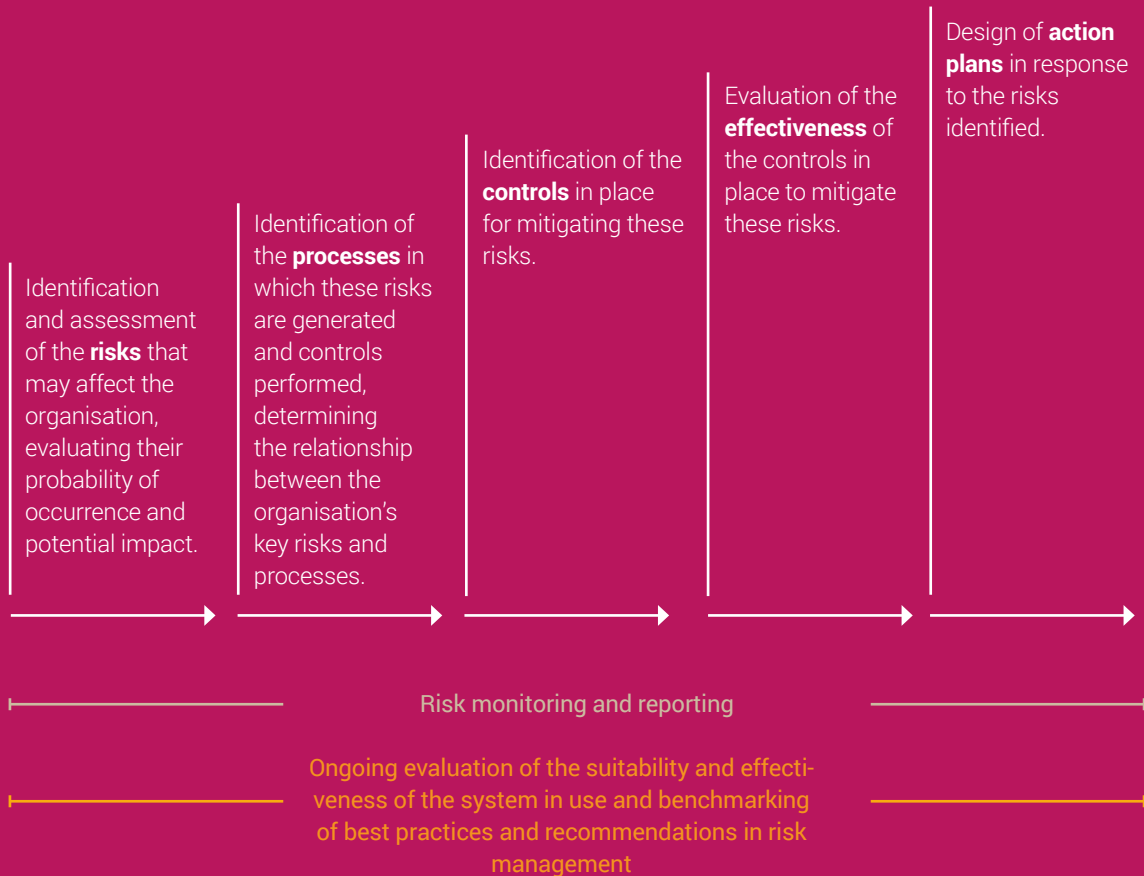 Identification
and assessment
of the risks that
may affect the
organisation,
evaluating their
probability of
occurrence and
potential impact.
Identification of
the processes in
which these risks
are generated
and controls
performed,
determining
the relationship
between the
organisation's
key risks and
processes.
Identification of the
controls in place
for mitigating these
risks.
Evaluation of the
effectiveness of
the controls in
place to mitigate
these risks.
Design of action
plans in response
to the risks
identified.
Risk monitoring and reporting
Ongoing evaluation of the suitability and effecti-
veness of the system in use and benchmarking
of best practices and recommendations in risk
management